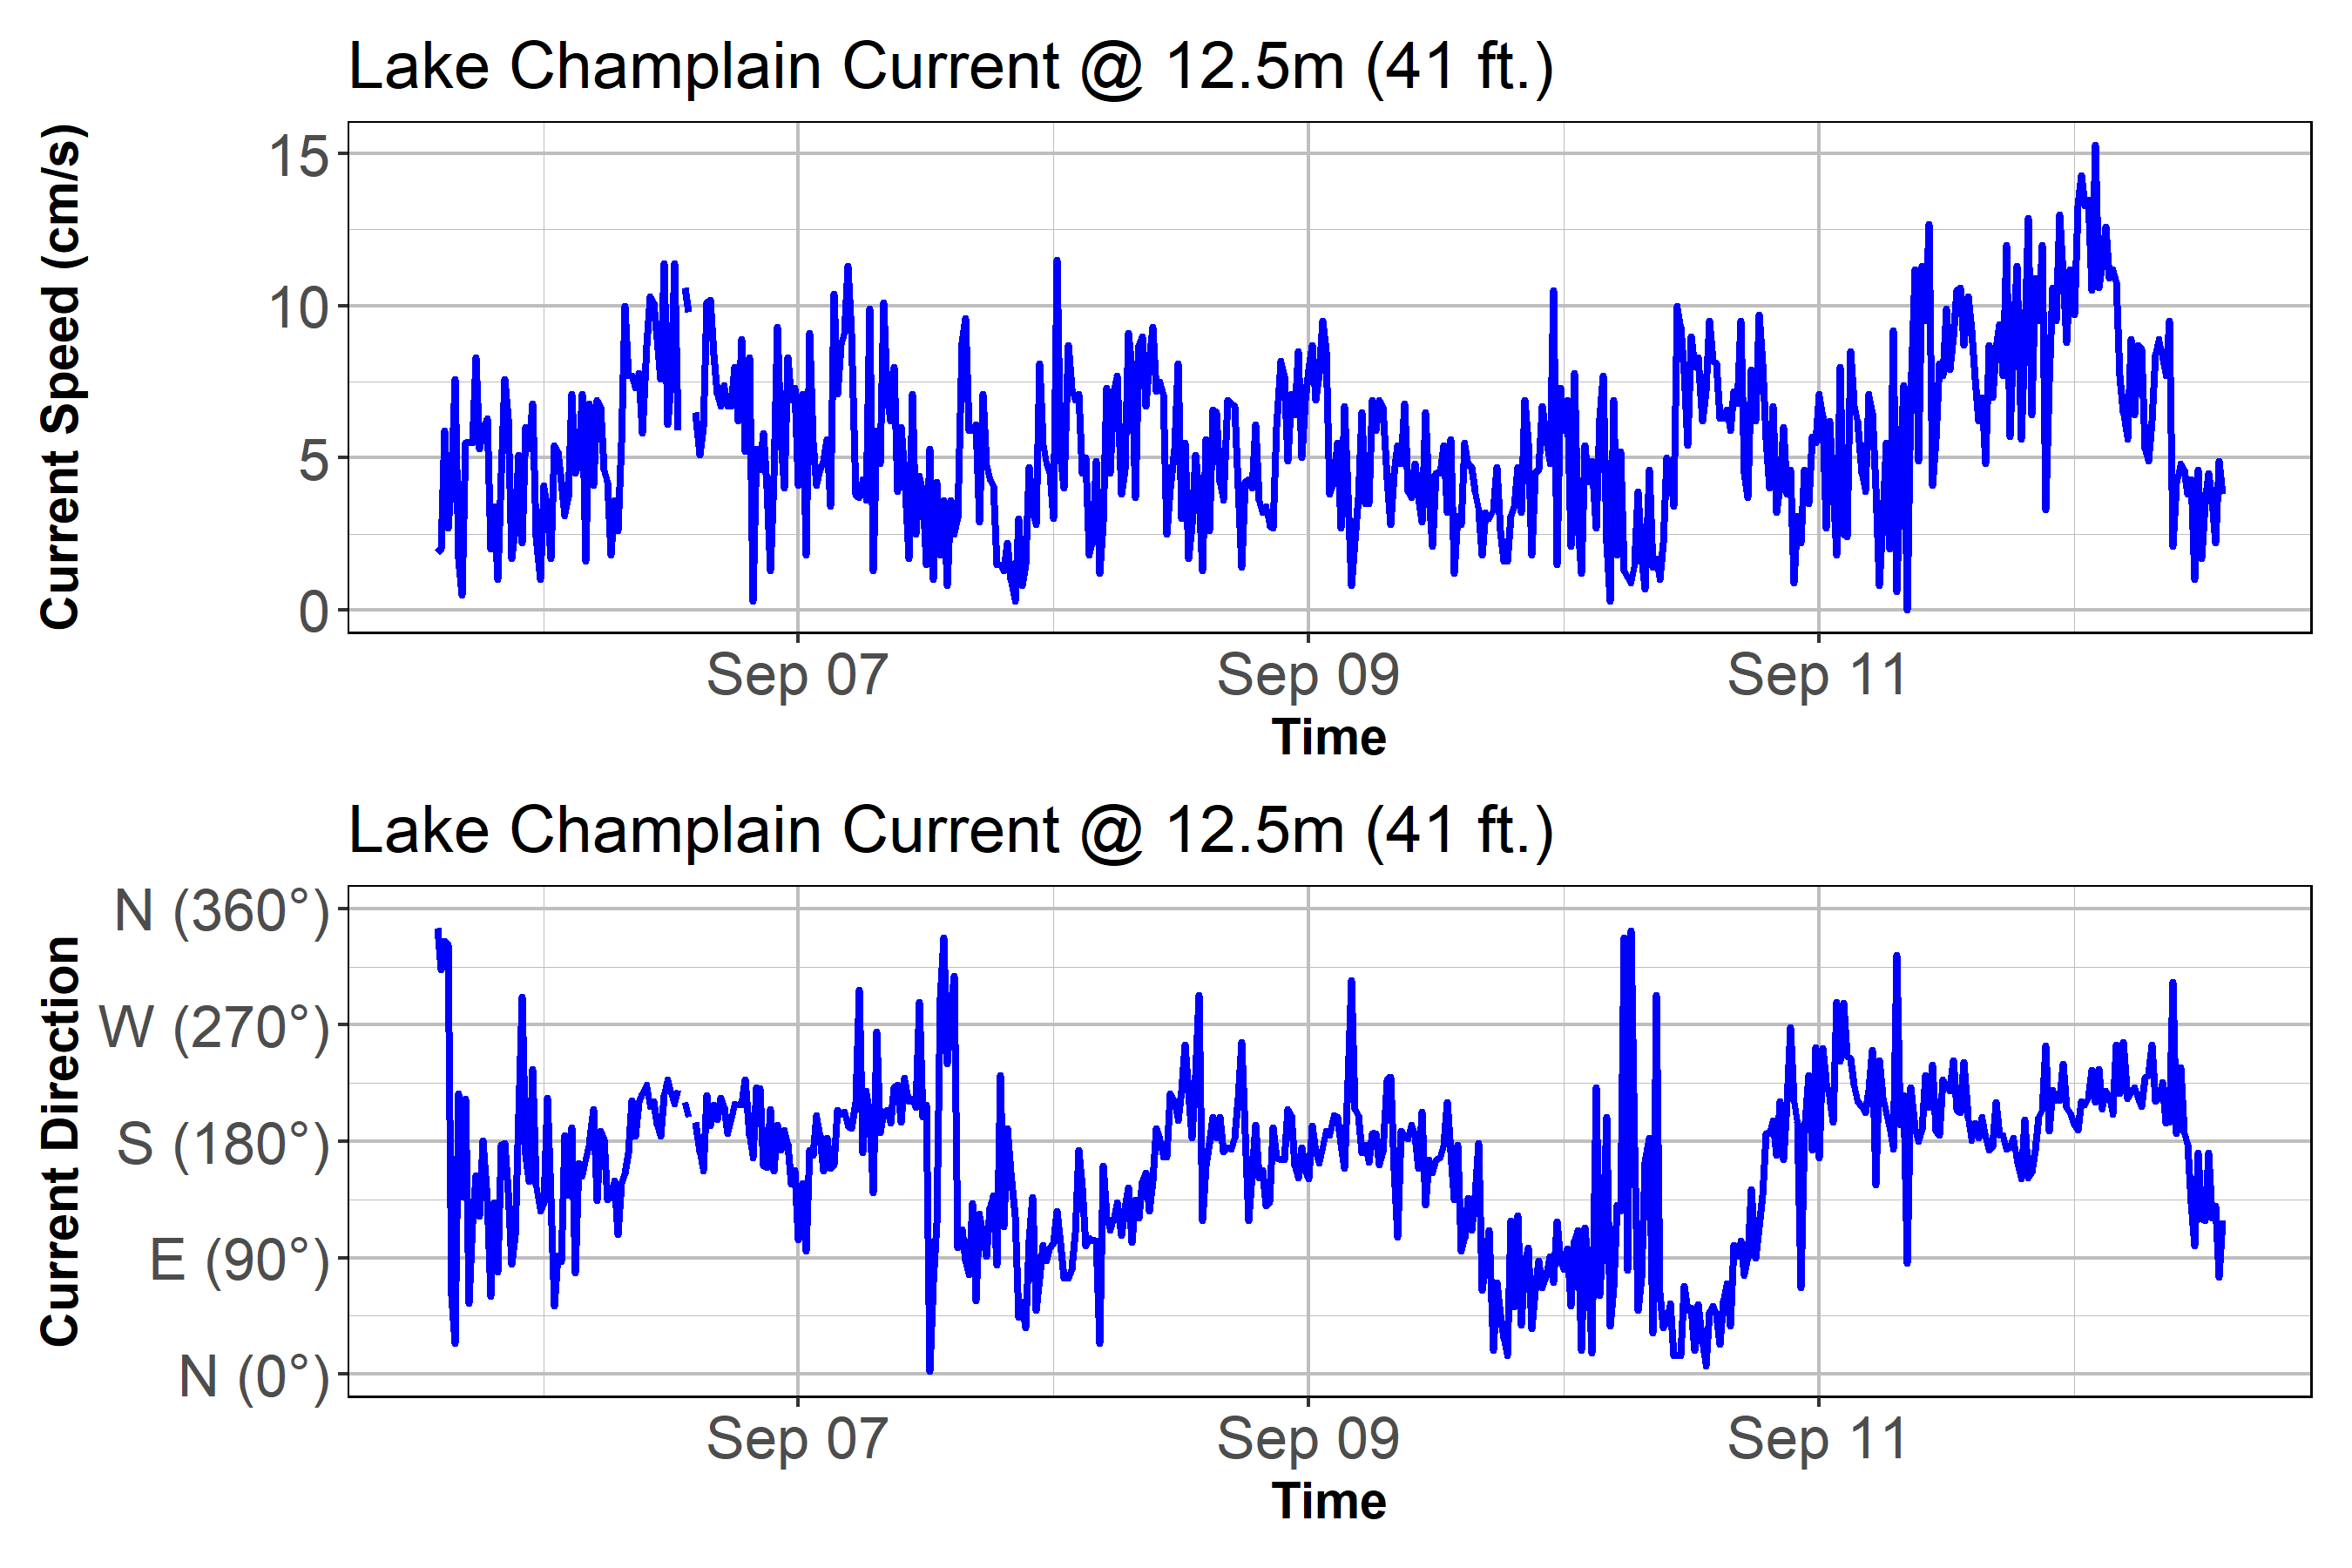 Lake Champlain Current @ 12.5m (41 ft.)
Current Speed (cm/s)
15
10
5
0
Sep 07
Sep 09
Sep 11
Time
Lake Champlain Current @ 12.5m (41 ft.)
Current Direction
N (360°)
W (270°)
S (180°)
E (90°)
N (0°)
Sep 07
Sep 09
Sep 11
Time